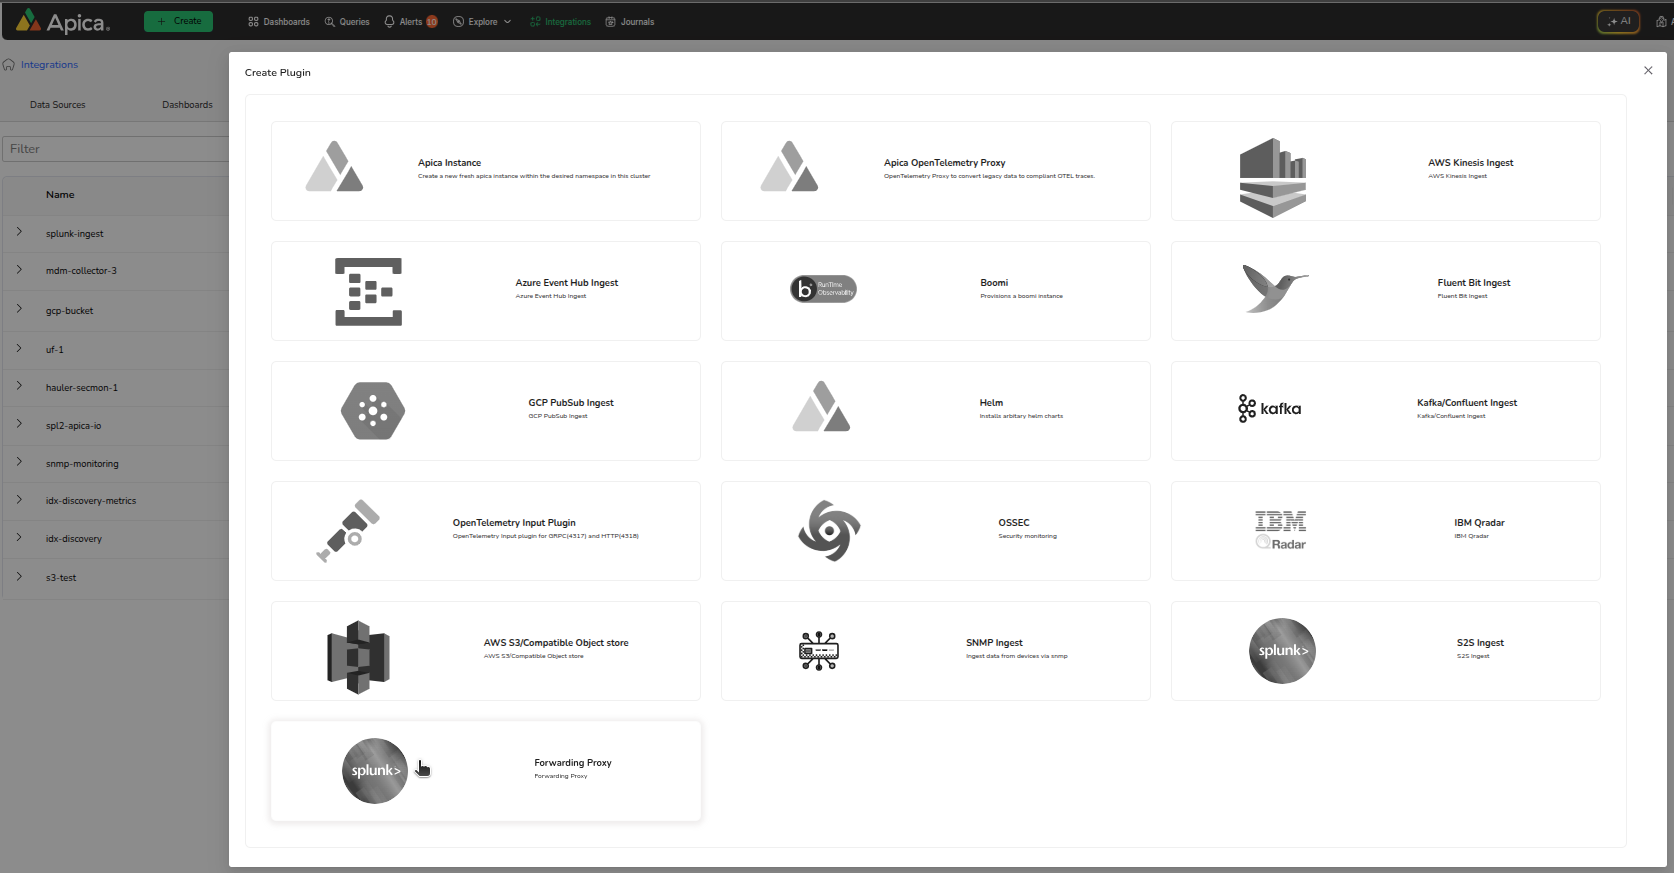 Apica
+ Create
Dashboards
Queries
Alerts 10
Explore
Integrations
Journals
AI
Integrations
Data Sources
Dashboards
Filter
Name
splunk-ingest
mdm-collector-3
gcp-bucket
uf-1
hauler-secmon-1
spl2-apica-io
snmp-monitoring
idx-discovery-metrics
idx-discovery
s3-test
Create Plugin
Apica Instance
Create a new fresh apica instance within the desired namespace in this cluster
Apica OpenTelemetry Proxy
OpenTelemetry Proxy to convert legacy data to compliant OTEL traces.
AWS Kinesis Ingest
AWS Kinesis Ingest
Azure Event Hub Ingest
Azure Event Hub Ingest
b RunTime
Observability
Boomi
Provisions a boomi instance
Fluent Bit Ingest
Fluent Bit Ingest
GCP PubSub Ingest
GCP PubSub Ingest
Helm
Installs arbitary helm charts
kafka
Kafka/Confluent Ingest
Kafka/Confluent Ingest
OpenTelemetry Input Plugin
OpenTelemetry Input plugin for GRPC(4317) and HTTP(4318)
OSSEC
Security monitoring
IBM
Radar
IBM Qradar
IBM Qradar
AWS S3/Compatible Object store
AWS S3/Compatible Object store
SNMP Ingest
Ingest data from devices via snmp
splunk>
S2S Ingest
S2S Ingest
splunk>
Forwarding Proxy
Forwarding Proxy